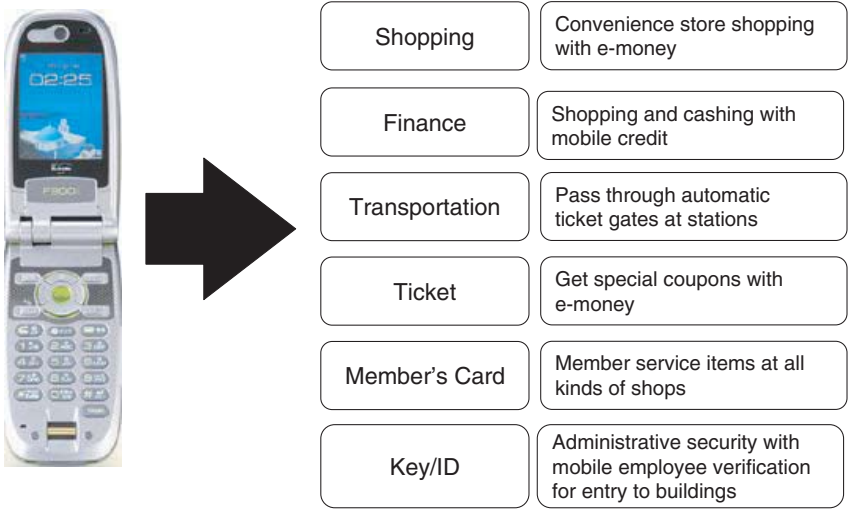 02:25
F900i
Shopping
Convenience store shopping
with e-money
Finance
Shopping and cashing with
mobile credit
Transportation
Pass through automatic
ticket gates at stations
Ticket
Get special coupons with
e-money
Member’s Card
Member service items at all
kinds of shops
Key/ID
Administrative security with
mobile employee verification
for entry to buildings